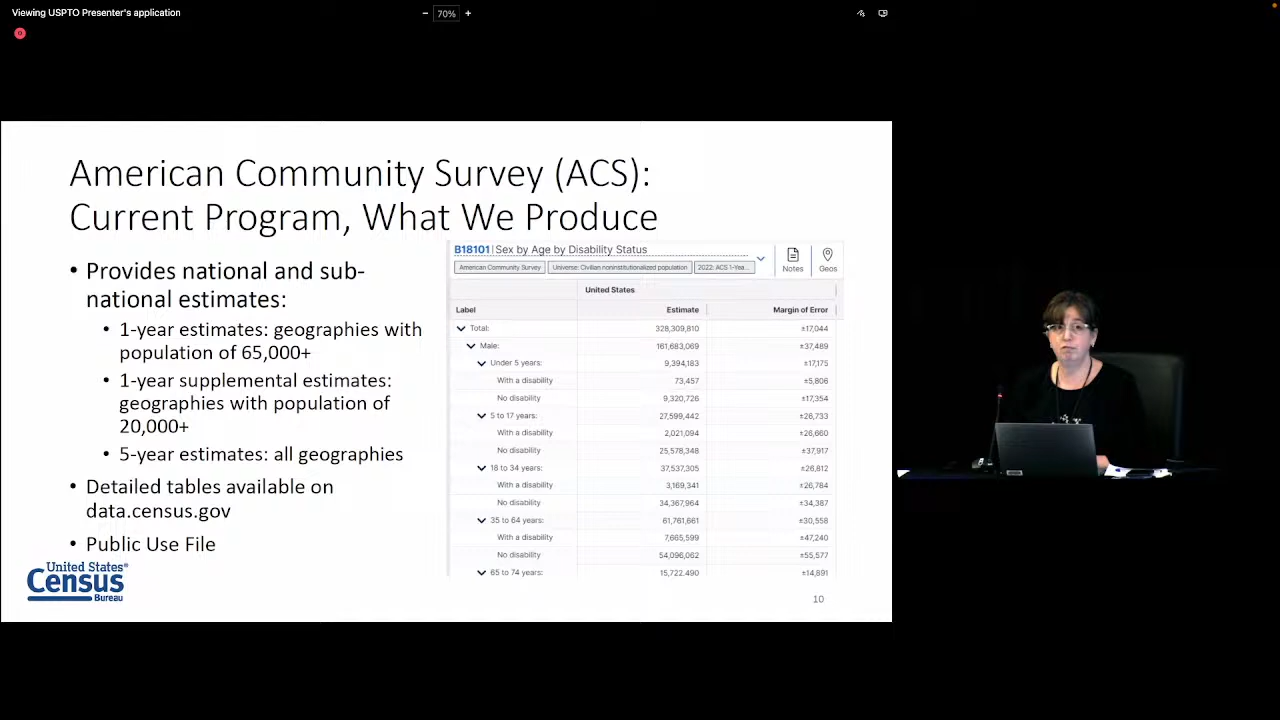 Viewing USPTO Presenter's application
− 70% +
American Community Survey (ACS):
Current Program, What We Produce
• Provides national and sub-
national estimates:
• 1-year estimates: geographies with
population of 65,000+
• 1-year supplemental estimates:
geographies with population of
20,000+
• 5-year estimates: all geographies
• Detailed tables available on
data.census.gov
• Public Use File
B18101 | Sex by Age by Disability Status
American Community Survey Universe: Civilian noninstitutionalized population 2022: ACS 1-Yea...
Notes Geos
United States
Label Estimate Margin of Error
Total: 328,309,810 ±17,044
Male: 161,683,069 ±37,489
Under 5 years: 9,394,183 ±17,175
With a disability 73,457 ±5,806
No disability 9,320,726 ±17,354
5 to 17 years: 27,599,442 ±26,733
With a disability 2,021,094 ±26,660
No disability 25,578,348 ±37,917
18 to 34 years: 37,537,305 ±26,812
With a disability 3,169,341 ±26,784
No disability 34,367,964 ±34,387
35 to 64 years: 61,761,661 ±30,558
With a disability 7,665,599 ±47,240
No disability 54,096,062 ±55,577
65 to 74 years: 15,722,490 ±14,891
United States®
Census
Bureau
10